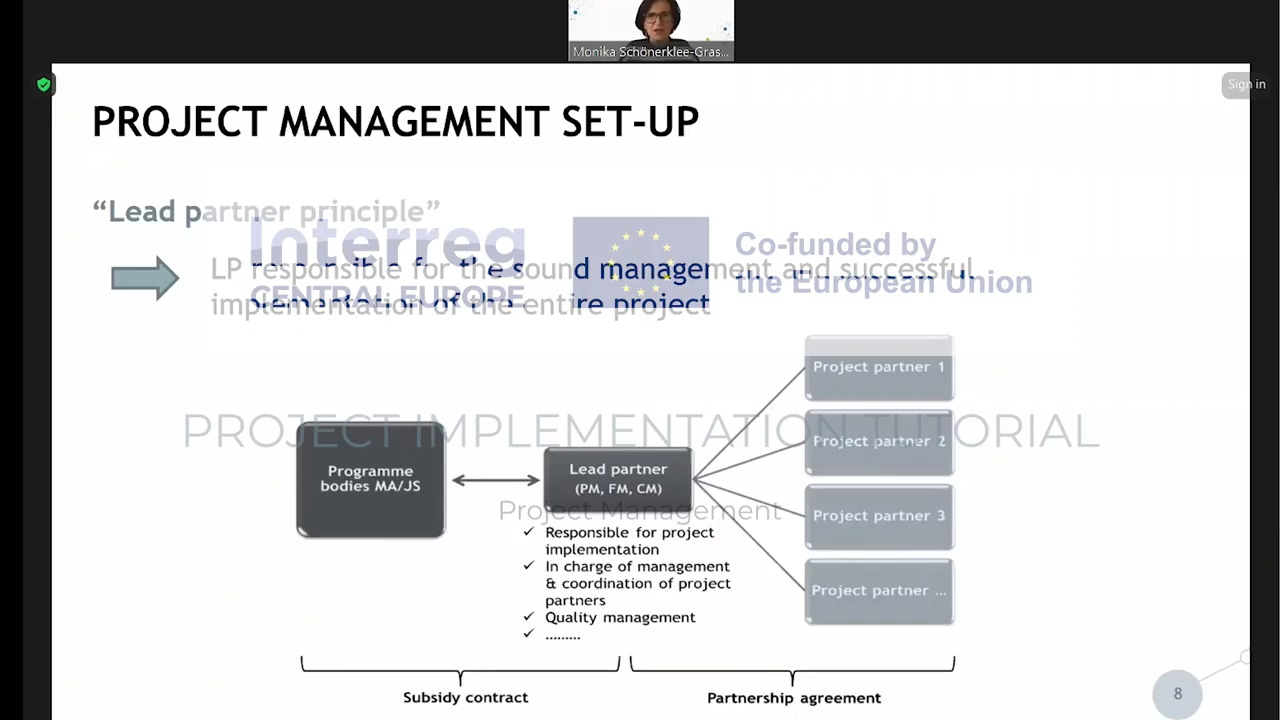 Monika Schönerklee-Gras...
Sign in
PROJECT MANAGEMENT SET-UP
“Lead partner principle”
Interreg
CENTRAL EUROPE
Co-funded by
the European Union
LP responsible for the sound management and successful
implementation of the entire project
PROJECT IMPLEMENTATION TUTORIAL
Project Management
Programme
bodies MA/JS
Lead partner
(PM, FM, CM)
Project partner 1
Project partner 2
Project partner 3
Project partner ...
✓ Responsible for project
implementation
✓ In charge of management
& coordination of project
partners
✓ Quality management
✓ .........
Subsidy contract
Partnership agreement
8